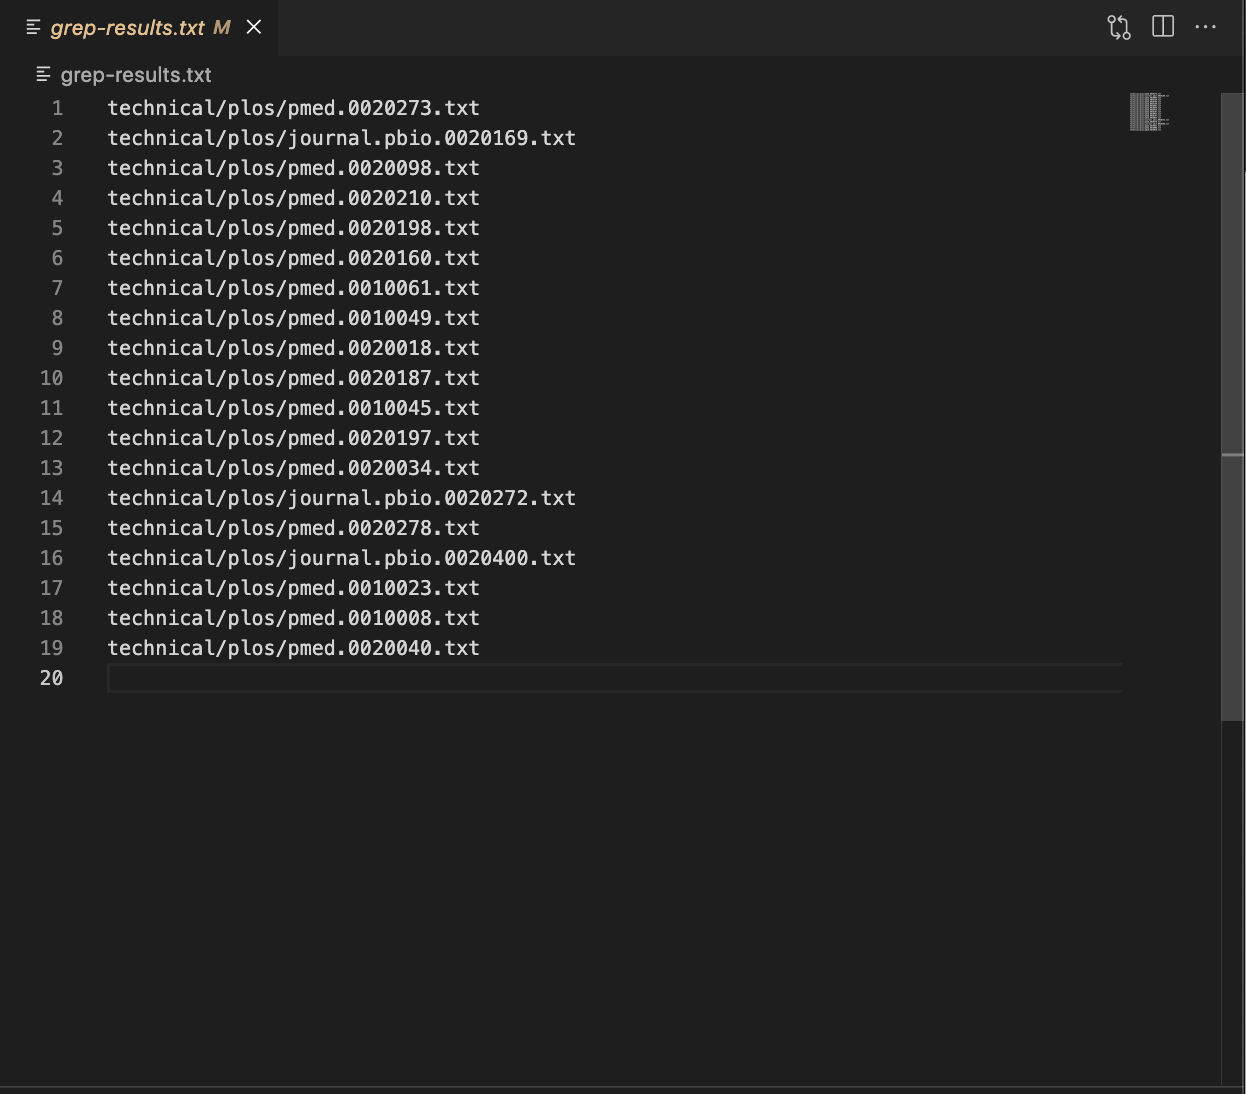 grep-results.txt M
grep-results.txt
1 technical/plos/pmed.0020273.txt
2 technical/plos/journal.pbio.0020169.txt
3 technical/plos/pmed.0020098.txt
4 technical/plos/pmed.0020210.txt
5 technical/plos/pmed.0020198.txt
6 technical/plos/pmed.0020160.txt
7 technical/plos/pmed.0010061.txt
8 technical/plos/pmed.0010049.txt
9 technical/plos/pmed.0020018.txt
10 technical/plos/pmed.0020187.txt
11 technical/plos/pmed.0010045.txt
12 technical/plos/pmed.0020197.txt
13 technical/plos/pmed.0020034.txt
14 technical/plos/journal.pbio.0020272.txt
15 technical/plos/pmed.0020278.txt
16 technical/plos/journal.pbio.0020400.txt
17 technical/plos/pmed.0010023.txt
18 technical/plos/pmed.0010008.txt
19 technical/plos/pmed.0020040.txt
20